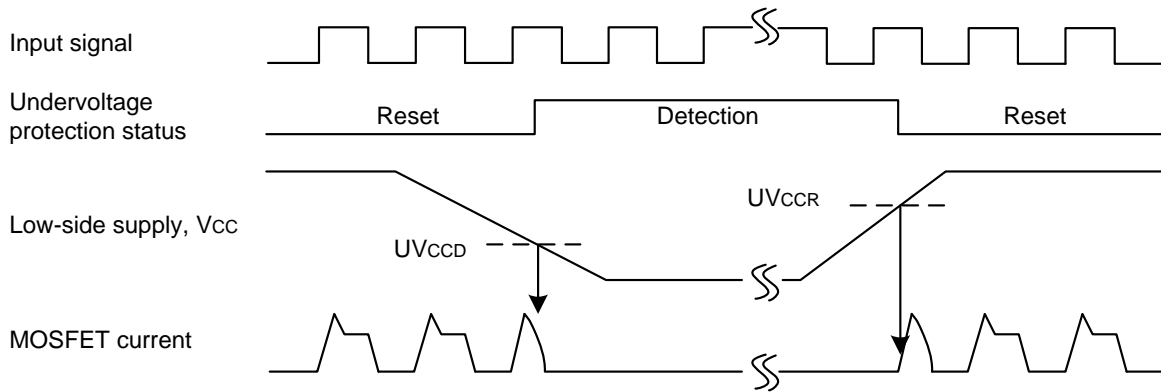 Input signal
Undervoltage
protection status
Reset
Detection
Reset
Low-side supply, VCC
UVCCD
UVCCR
MOSFET current